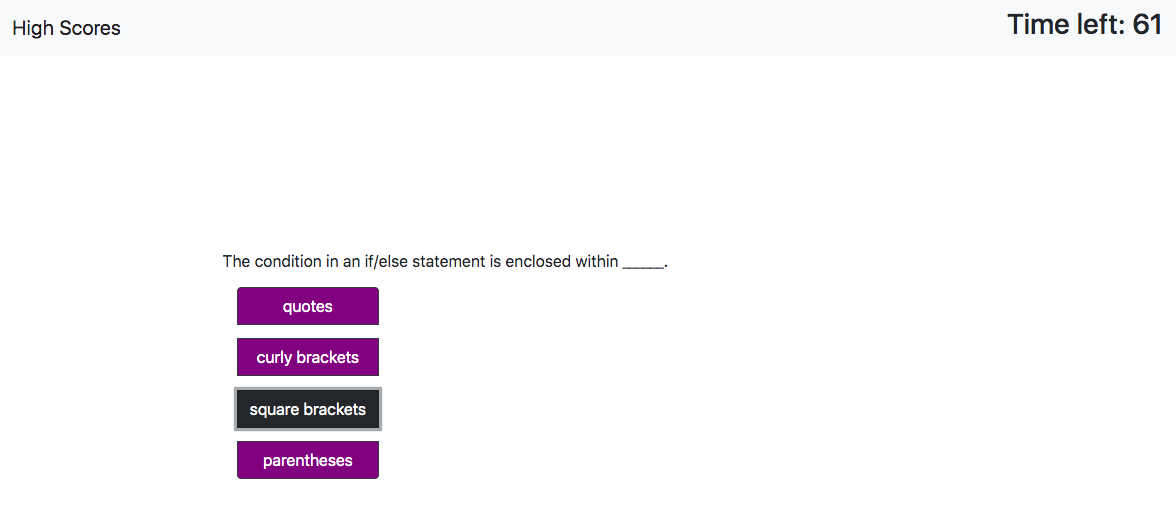 High Scores
Time left: 61
The condition in an if/else statement is enclosed within _____.
quotes
curly brackets
square brackets
parentheses